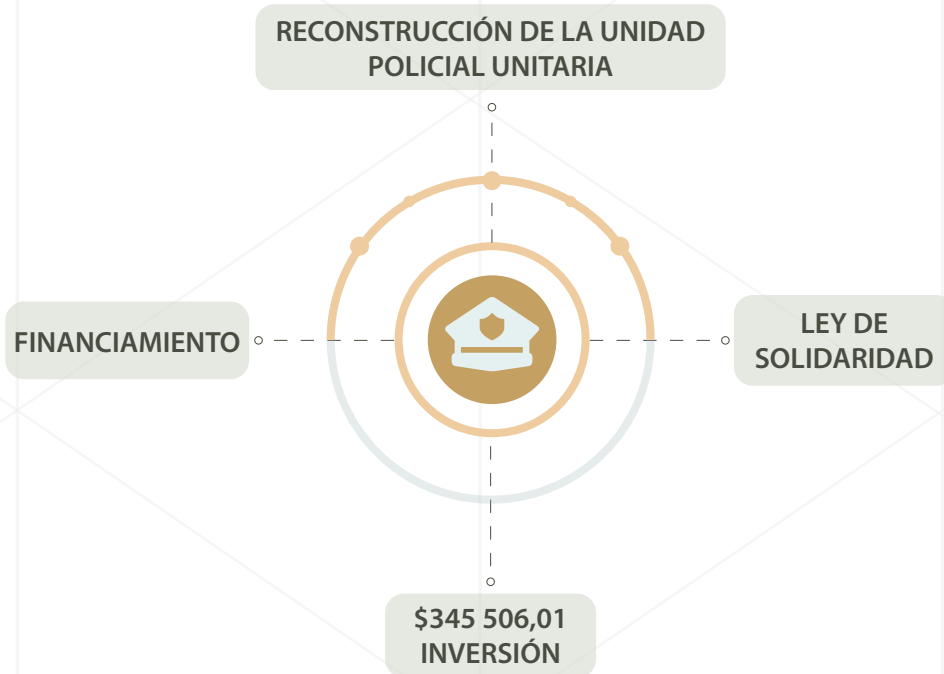 RECONSTRUCCIÓN DE LA UNIDAD
POLICIAL UNITARIA
FINANCIAMIENTO
LEY DE
SOLIDARIDAD
$345 506,01
INVERSIÓN